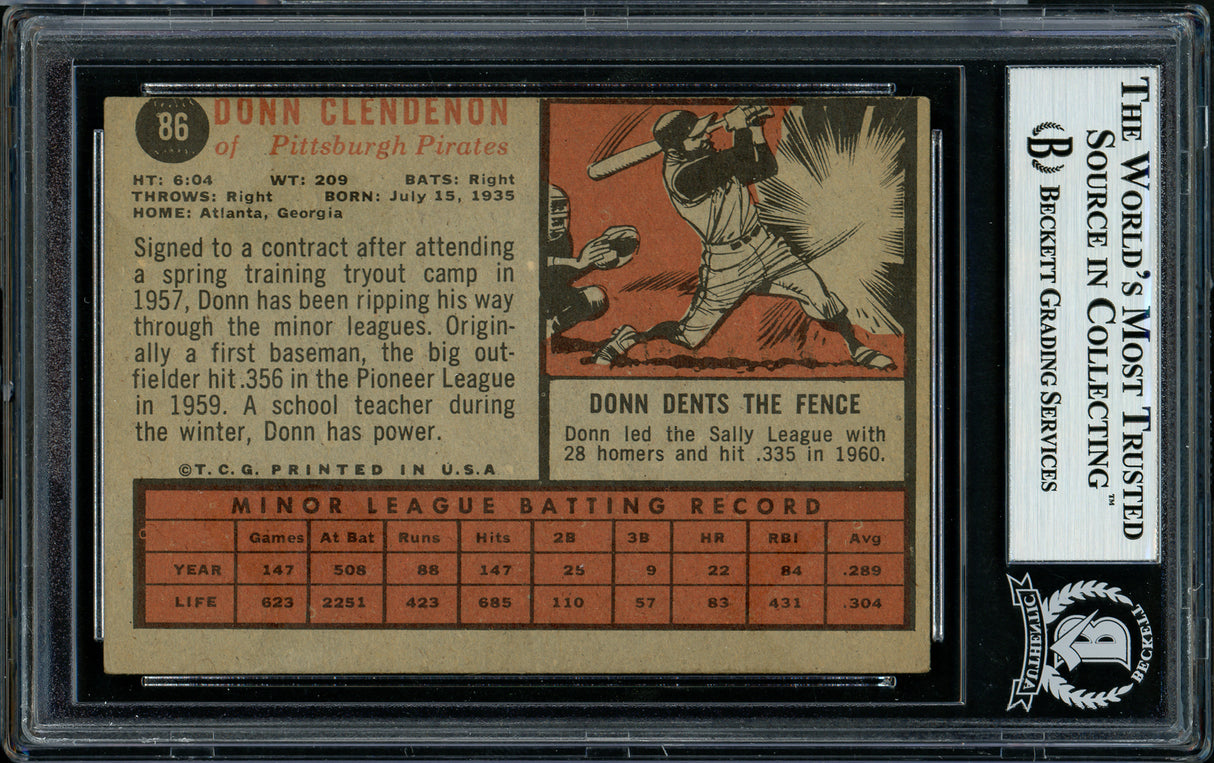 86
DONN CLENDENON
of Pittsburgh Pirates
HT: 6:04 WT: 209 BATS: Right
THROWS: Right BORN: July 15, 1935
HOME: Atlanta, Georgia
Signed to a contract after attending
a spring training tryout camp in
1957, Donn has been ripping his way
through the minor leagues. Origin-
ally a first baseman, the big out-
fielder hit .356 in the Pioneer League
in 1959. A school teacher during
the winter, Donn has power.
©T.C.G. PRINTED IN U.S.A
DONN DENTS THE FENCE
Donn led the Sally League with
28 homers and hit .335 in 1960.
MINOR LEAGUE BATTING RECORD
Games At Bat Runs Hits 2B 3B HR RBI Avg
YEAR 147 508 88 147 25 9 22 84 .289
LIFE 623 2251 423 685 110 57 83 431 .304
THE WORLD'S MOST TRUSTED
SOURCE IN COLLECTING™
B BECKETT GRADING SERVICES
AUTHENTIC
B
BECKETT